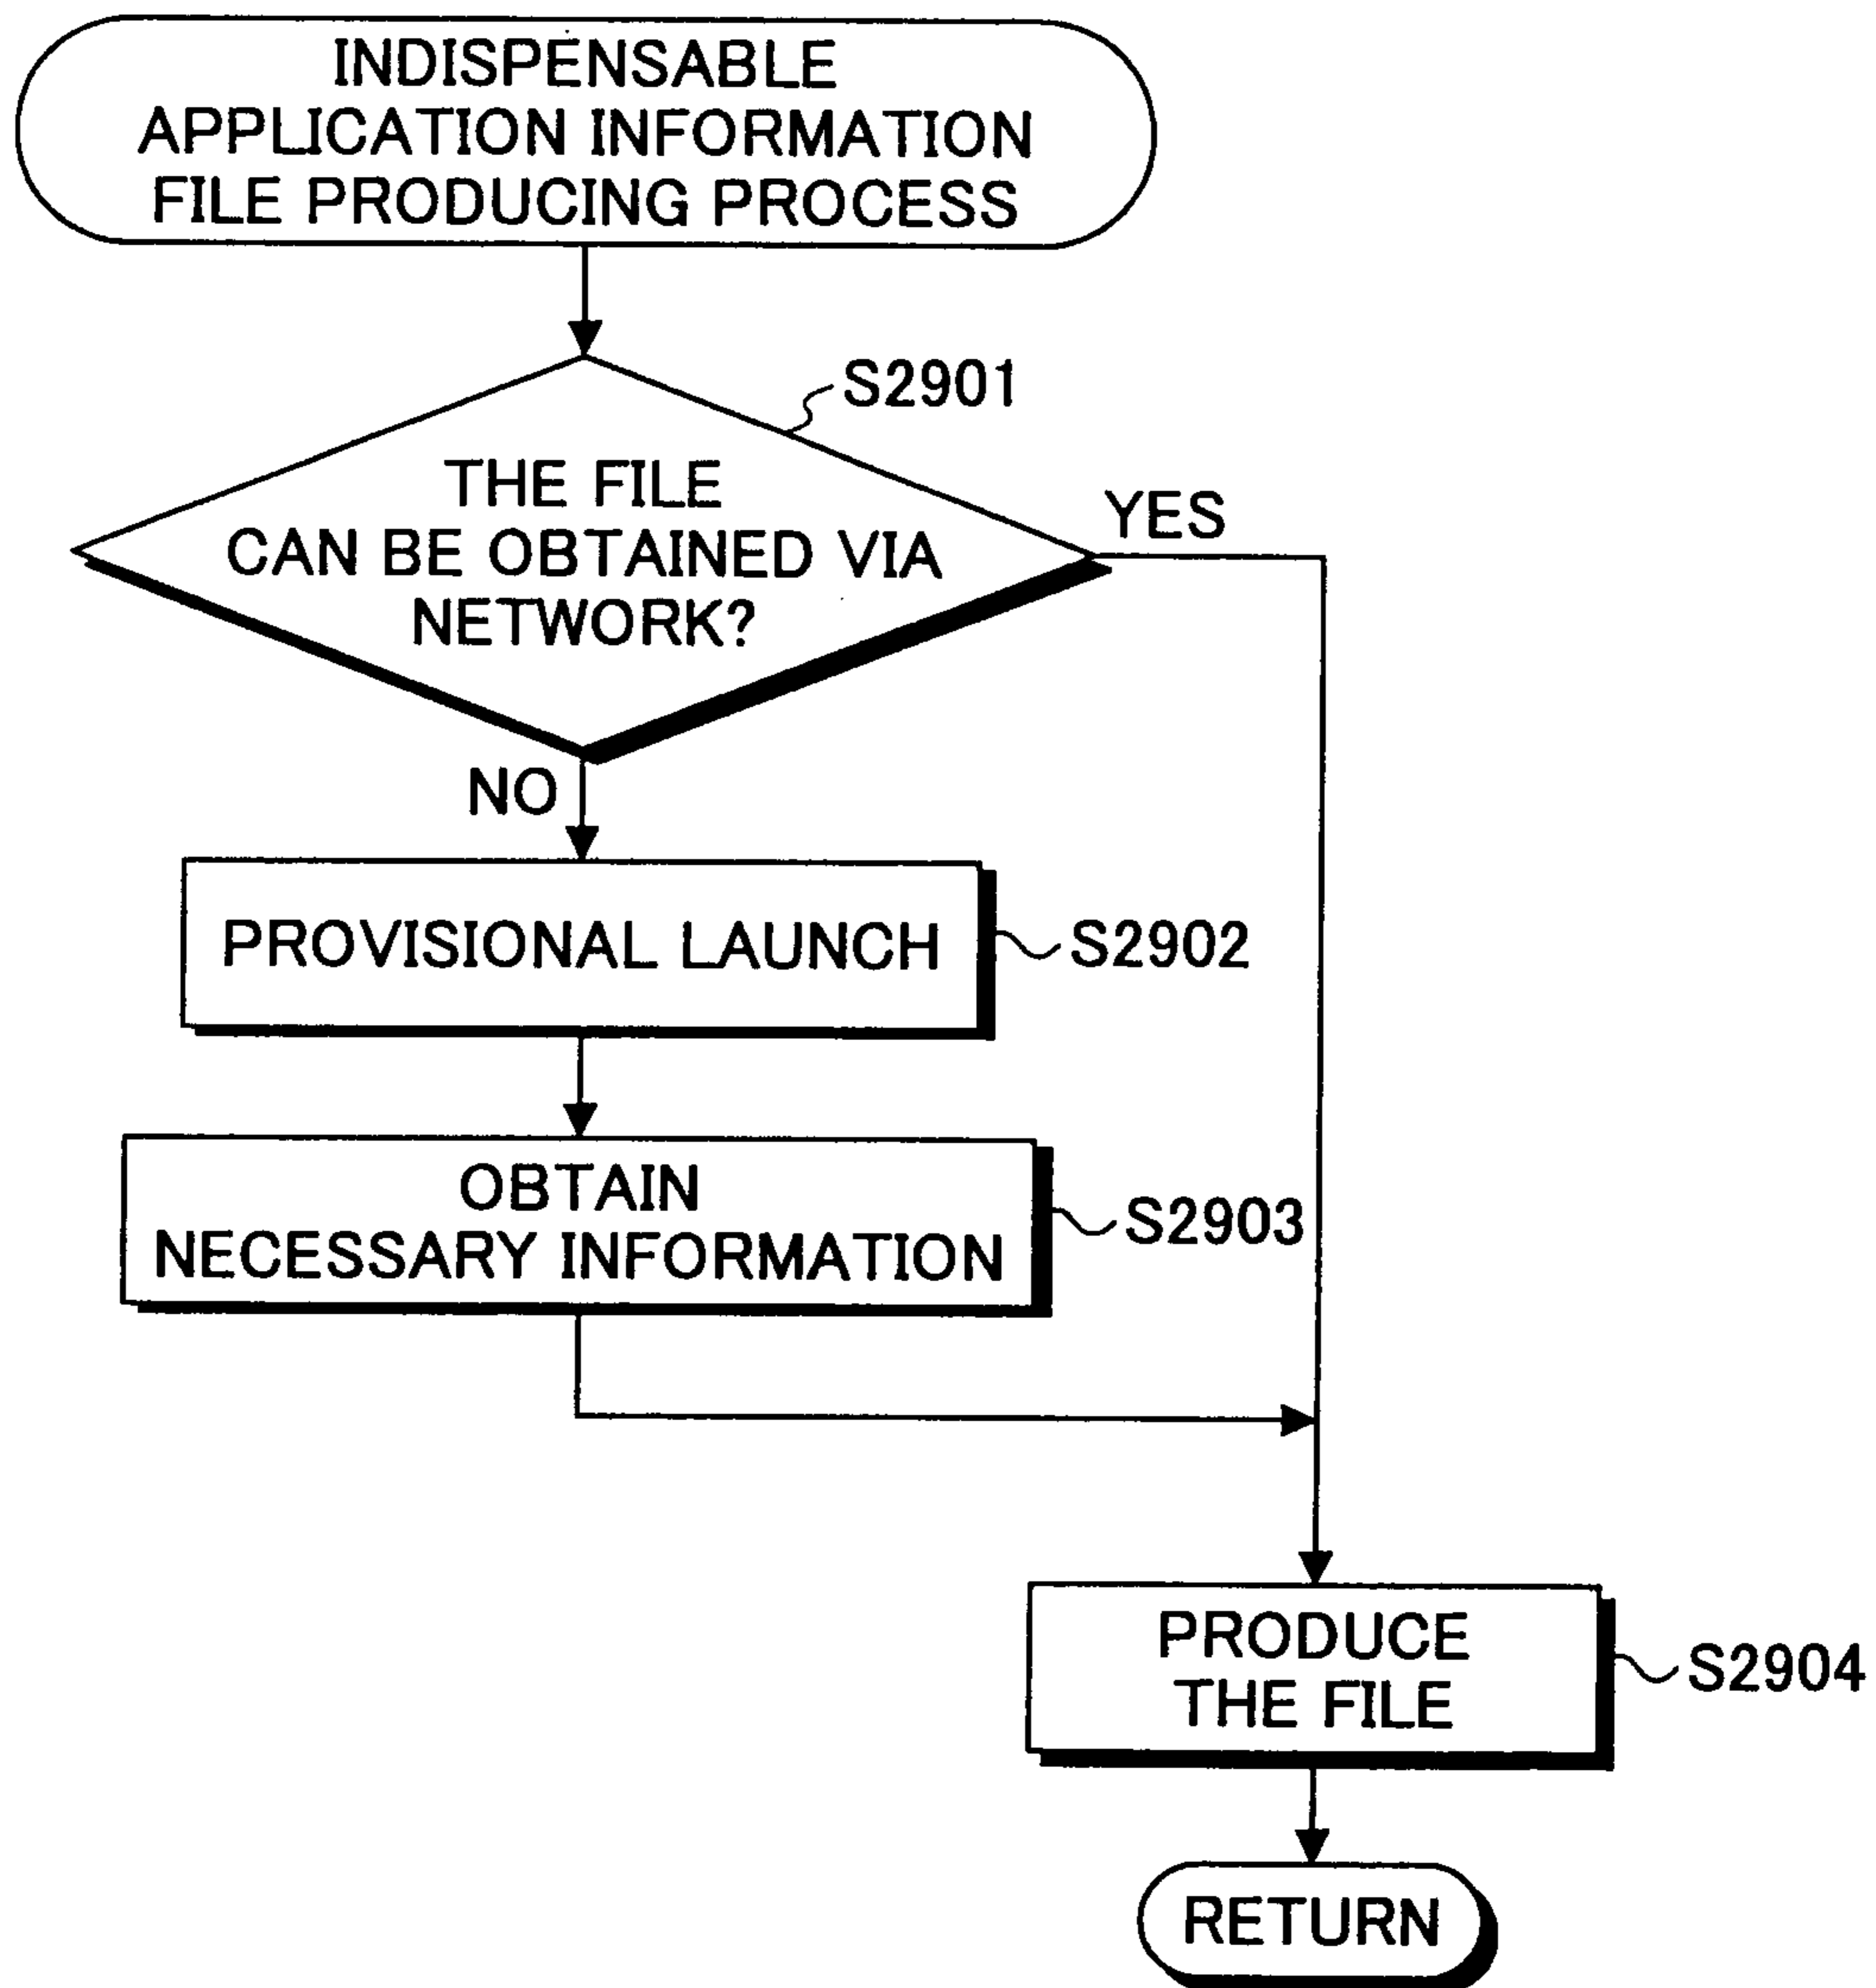 INDISPENSABLE
APPLICATION INFORMATION
FILE PRODUCING PROCESS
S2901
THE FILE
CAN BE OBTAINED VIA
NETWORK?
YES
NO
PROVISIONAL LAUNCH
S2902
OBTAIN
NECESSARY INFORMATION
S2903
PRODUCE
THE FILE
S2904
RETURN